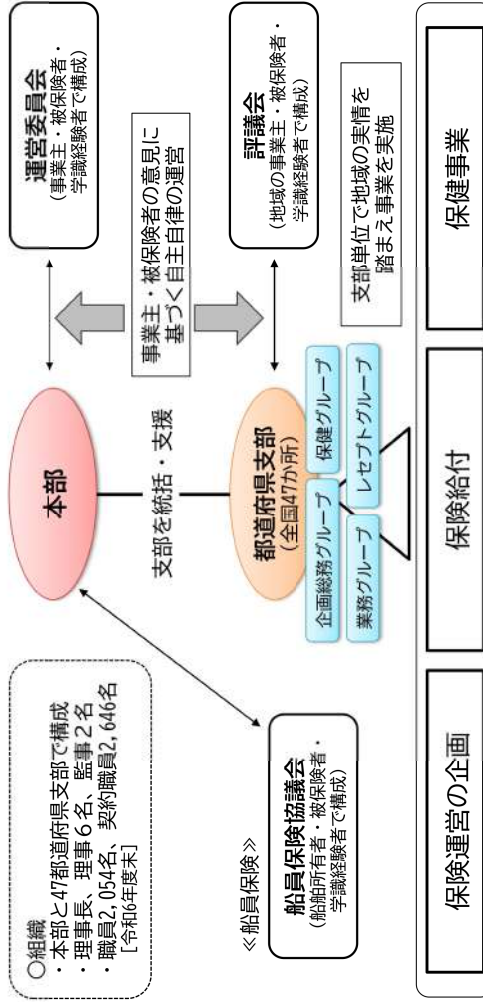 ○組織
・本部と47都道府県支部で構成
・理事長、理事６名、監事２名
・職員2,054名、契約職員2,646名
[令和6年度末]
本部
運営委員会
(事業主・被保険者・
学識経験者で構成)
支部を統括・支援
事業主・被保険者の意見に
基づく自主自律の運営
≪船員保険≫
船員保険協議会
(船舶所有者・被保険者・
学識経験者で構成)
都道府県支部
(全国47か所)
企画総務グループ
保健グループ
業務グループ
レセプトグループ
評議会
(地域の事業主・被保険者・
学識経験者で構成)
支部単位で地域の実情を
踏まえ事業を実施
保険運営の企画
保険給付
保健事業